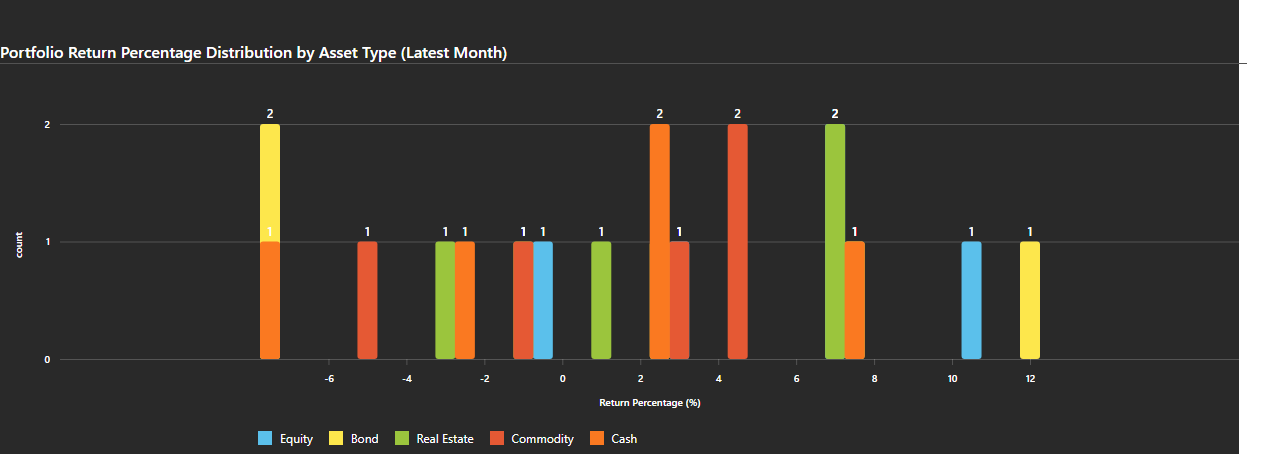 Portfolio Return Percentage Distribution by Asset Type (Latest Month)
2 2 2 2
2
1 1 1 1 1 1 1 1 1 1 1
1
count
0
-6 -4 -2 0 2 4 6 8 10 12
Return Percentage (%)
Equity Bond Real Estate Commodity Cash